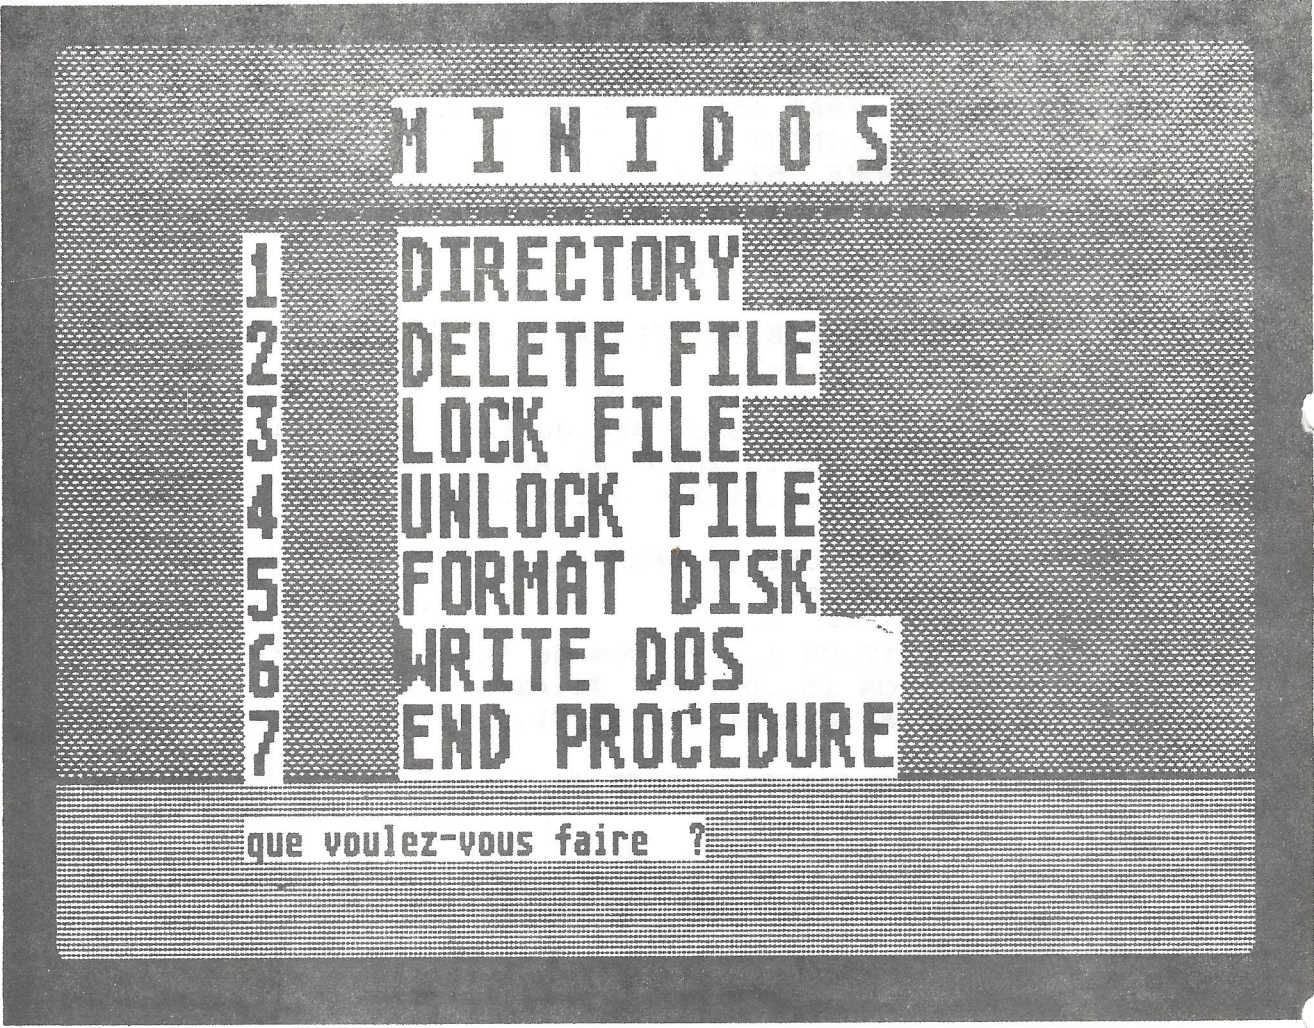 M I N I D O S
1 DIRECTORY
2 DELETE FILE
3 LOCK FILE
4 UNLOCK FILE
5 FORMAT DISK
6 WRITE DOS
7 END PROCEDURE
que voulez-vous faire ?